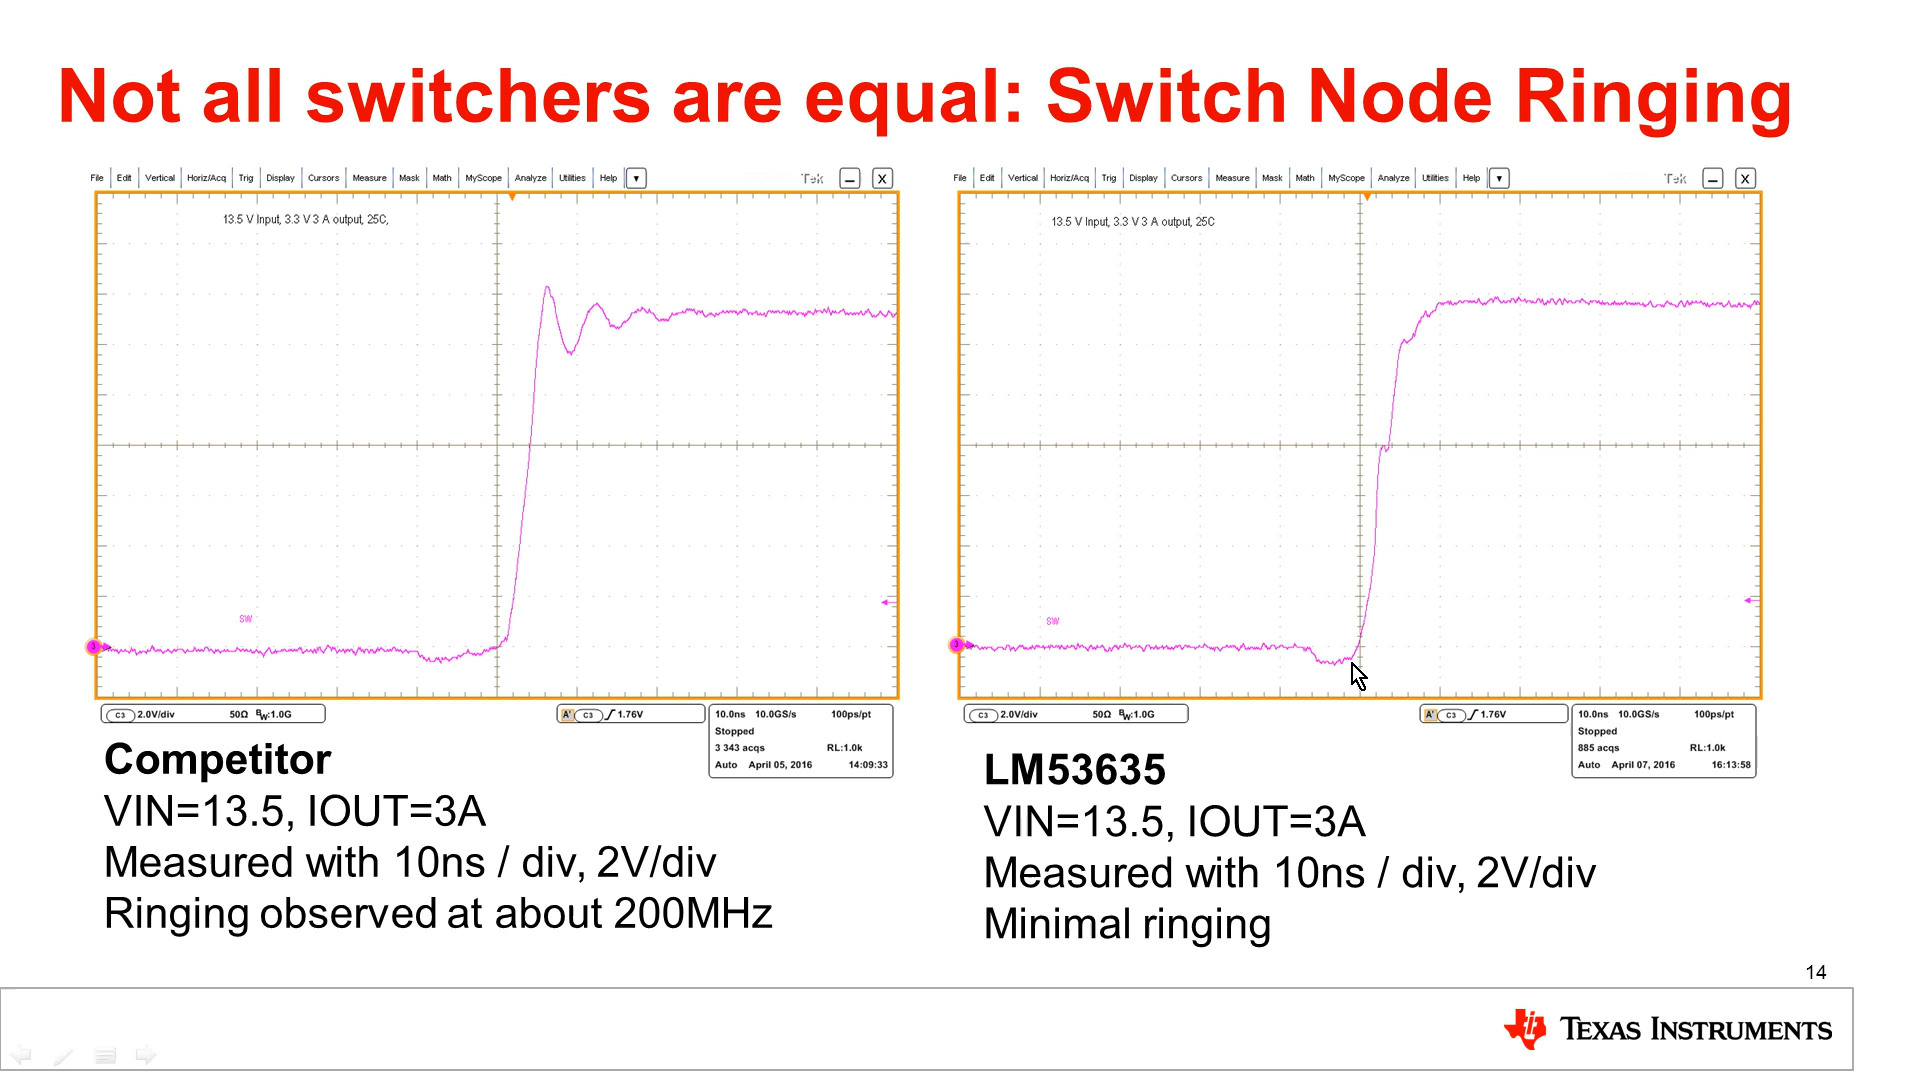 Not all switchers are equal: Switch Node Ringing
File Edit Vertical Horiz/Acq Trig Display Cursors Measure Mask Math MyScope Analyze Utilities Help Tek X
13.5 V Input, 3.3 V 3 A output, 25C,
SW
3
C3 2.0V/div 50Ω BW:1.0G
A' C3 1.76V
10.0ns 10.0GS/s 100ps/pt
Stopped
3 343 acqs RL:1.0k
Auto April 05, 2016 14:09:33
Competitor
VIN=13.5, IOUT=3A
Measured with 10ns / div, 2V/div
Ringing observed at about 200MHz
File Edit Vertical Horiz/Acq Trig Display Cursors Measure Mask Math MyScope Analyze Utilities Help Tek X
13.5 V Input, 3.3 V 3 A output, 25C
SW
3
C3 2.0V/div 50Ω BW:1.0G
A' C3 1.76V
10.0ns 10.0GS/s 100ps/pt
Stopped
885 acqs RL:1.0k
Auto April 07, 2016 16:13:58
LM53635
VIN=13.5, IOUT=3A
Measured with 10ns / div, 2V/div
Minimal ringing
14
TEXAS INSTRUMENTS